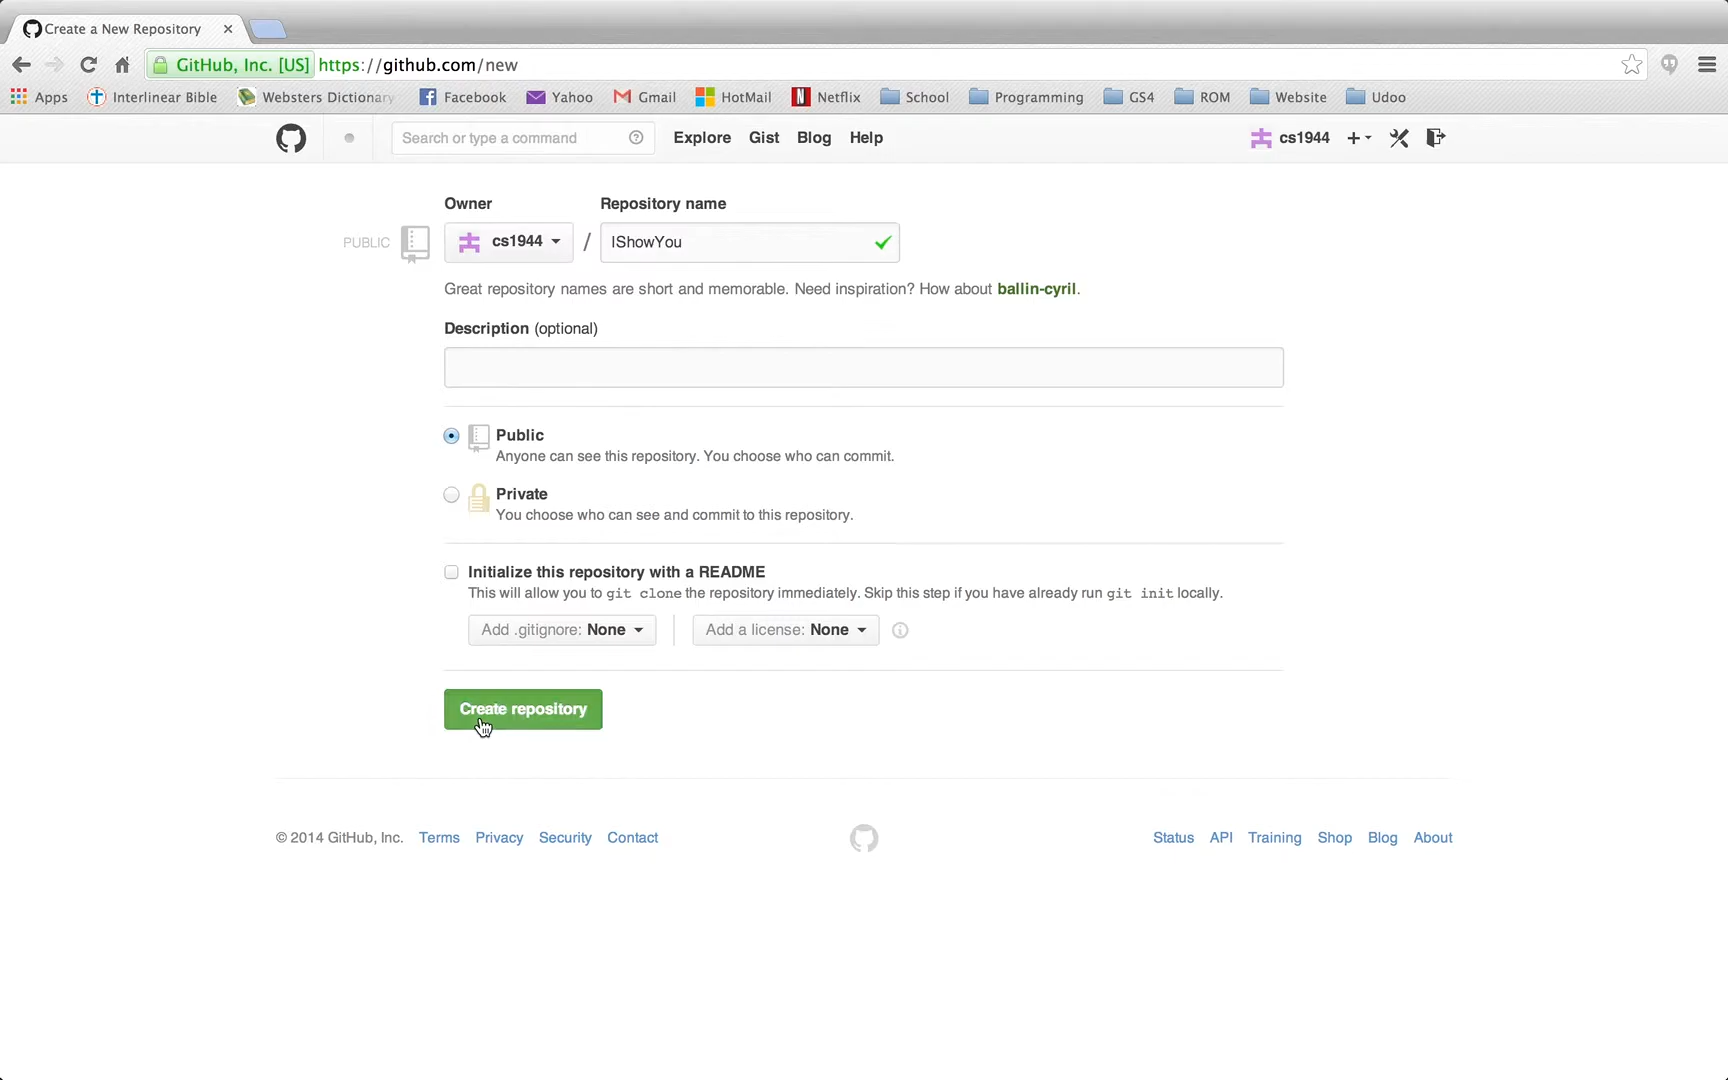 Create a New Repository
GitHub, Inc. [US] https://github.com/new
Apps Interlinear Bible Websters Dictionary Facebook Yahoo Gmail HotMail Netflix School Programming GS4 ROM Website Udoo
Search or type a command Explore Gist Blog Help cs1944
Owner Repository name
PUBLIC cs1944 / IShowYou
Great repository names are short and memorable. Need inspiration? How about ballin-cyril.
Description (optional)
Public
Anyone can see this repository. You choose who can commit.
Private
You choose who can see and commit to this repository.
Initialize this repository with a README
This will allow you to git clone the repository immediately. Skip this step if you have already run git init locally.
Add .gitignore: None Add a license: None
Create repository
© 2014 GitHub, Inc. Terms Privacy Security Contact Status API Training Shop Blog About